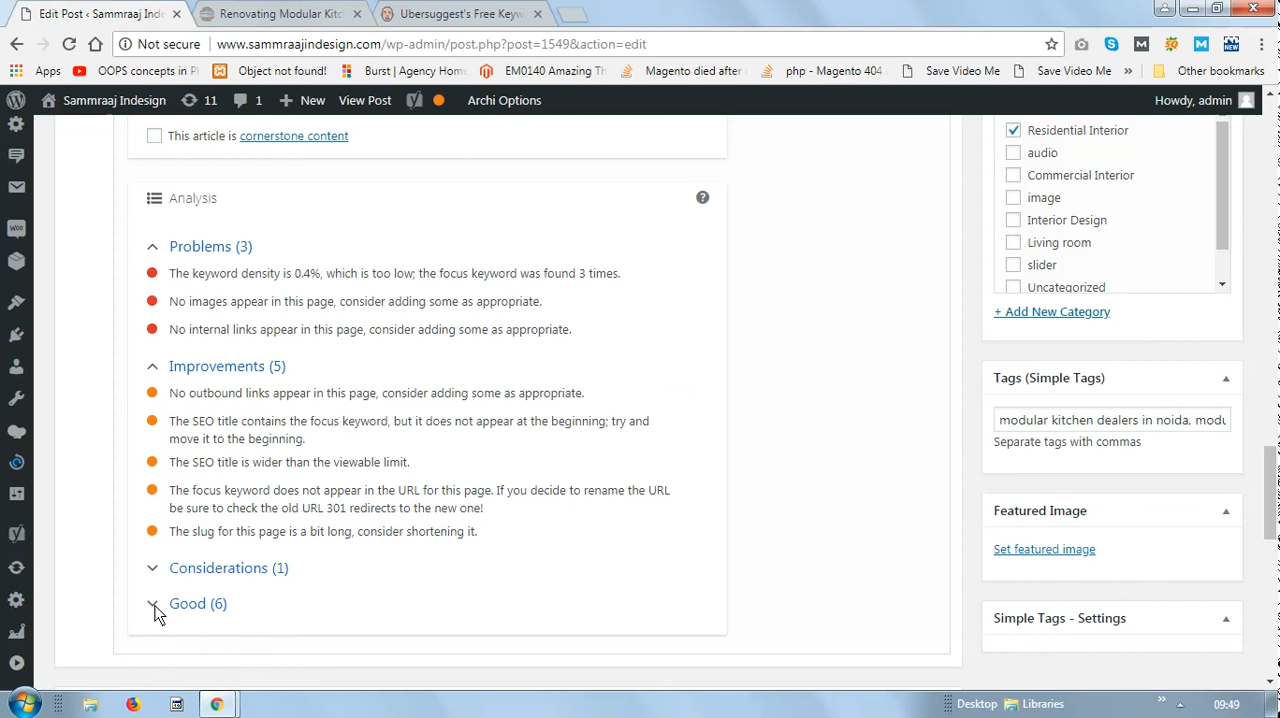 Edit Post ‹ Sammraaj Inde
Renovating Modular Kitc
Ubersuggest's Free Keyw
Not secure
www.sammraajindesign.com/wp-admin/post.php?post=1549&action=edit
NEW
Apps
OOPS concepts in P
Object not found!
Burst | Agency Home
EM0140 Amazing Th
Magento died after
php - Magento 404
Save Video Me
Save Video Me
»
Other bookmarks
Sammraaj Indesign
11
1
New
View Post
Archi Options
Howdy, admin
This article is cornerstone content
Analysis
Problems (3)
The keyword density is 0.4%, which is too low; the focus keyword was found 3 times.
No images appear in this page, consider adding some as appropriate.
No internal links appear in this page, consider adding some as appropriate.
Improvements (5)
No outbound links appear in this page, consider adding some as appropriate.
The SEO title contains the focus keyword, but it does not appear at the beginning; try and
move it to the beginning.
The SEO title is wider than the viewable limit.
The focus keyword does not appear in the URL for this page. If you decide to rename the URL
be sure to check the old URL 301 redirects to the new one!
The slug for this page is a bit long, consider shortening it.
Considerations (1)
Good (6)
Residential Interior
audio
Commercial Interior
image
Interior Design
Living room
slider
Uncategorized
+ Add New Category
Tags (Simple Tags)
modular kitchen dealers in noida, modu
Separate tags with commas
Featured Image
Set featured image
Simple Tags - Settings
Desktop
Libraries
»
09:49